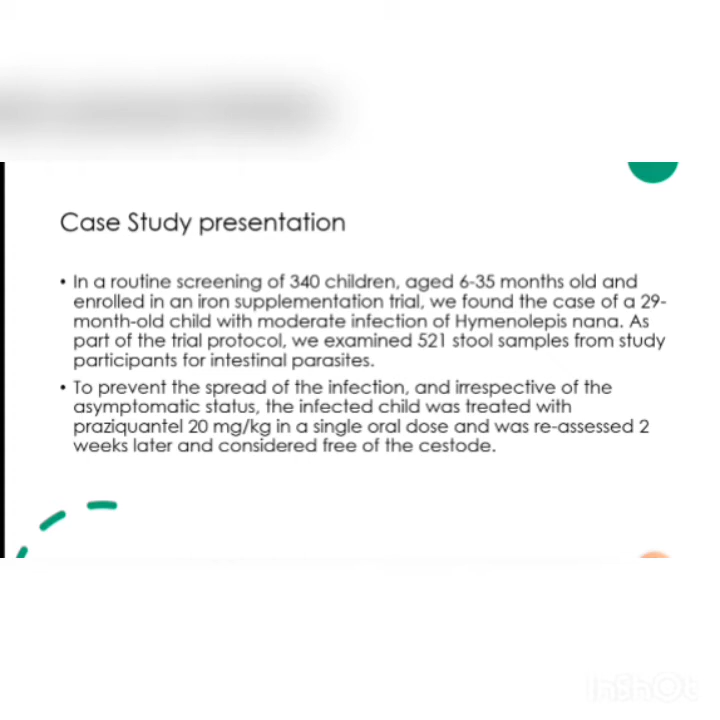 Case Study presentation
• In a routine screening of 340 children, aged 6-35 months old and
enrolled in an iron supplementation trial, we found the case of a 29-
month-old child with moderate infection of Hymenolepis nana. As
part of the trial protocol, we examined 521 stool samples from study
participants for intestinal parasites.
• To prevent the spread of the infection, and irrespective of the
asymptomatic status, the infected child was treated with
praziquantel 20 mg/kg in a single oral dose and was re-assessed 2
weeks later and considered free of the cestode.
InShOt